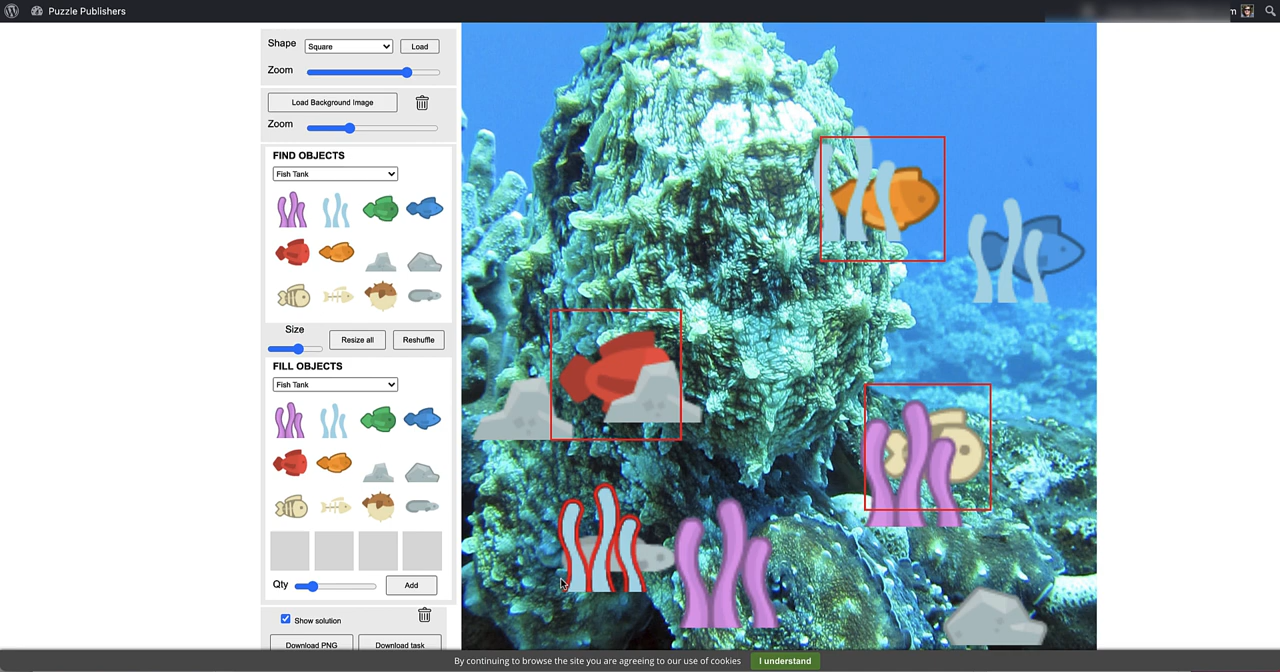 Puzzle Publishers
m
Shape Square Load
Zoom
Load Background Image
Zoom
FIND OBJECTS
Fish Tank
Size Resize all Reshuffle
FILL OBJECTS
Fish Tank
Qty Add
Show solution
Download PNG Download task
By continuing to browse the site you are agreeing to our use of cookies I understand